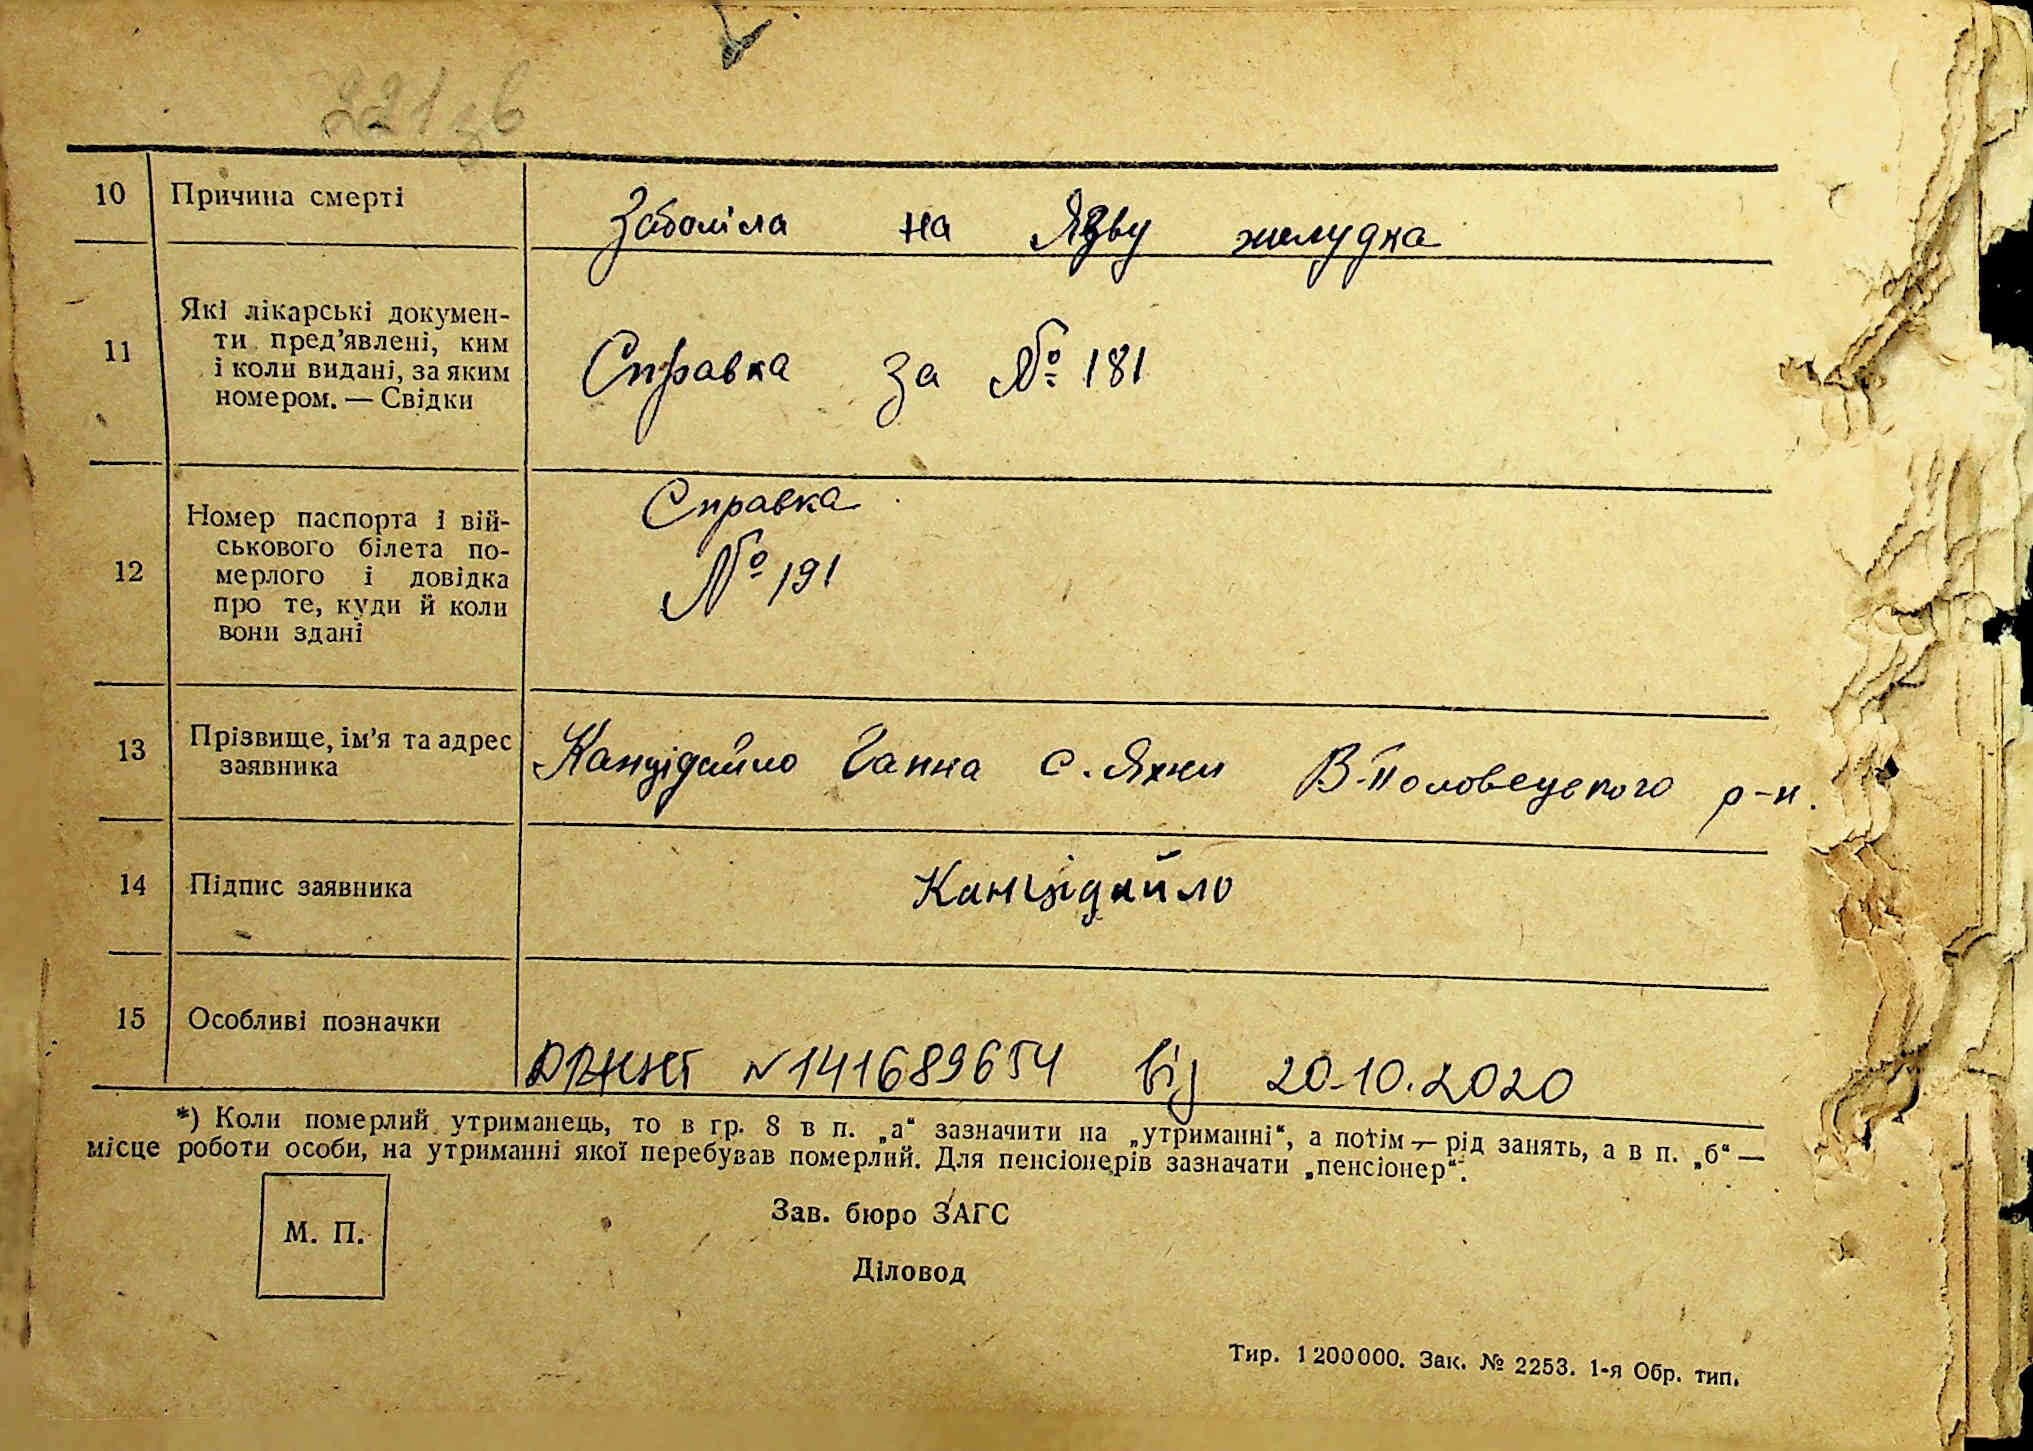 221зв
10 Причина смерті Заболіла на Язву желудка
11 Які лікарські докумен-
ти пред'явлені, ким
і коли видані, за яким
номером. — Свідки
Справка за № 181
12 Номер паспорта і вій-
ськового білета по-
мерлого і довідка
про те, куди й коли
вони здані
Справка
№ 191
13 Прізвище, ім'я та адрес
заявника
Канцідайло Ганна с. Яхни В-Половецького р-н.
14 Підпис заявника Канцідайло
15 Особливі позначки
N 141689654 від 20.10.2020
*) Коли померлий утриманець, то в гр. 8 в п. „а“ зазначити на „утриманні“, а потім — рід занять, а в п. „б“ —
місце роботи особи, на утриманні якої перебував померлий. Для пенсіонерів зазначати „пенсіонер“.
М. П.
Зав. бюро ЗАГС
Діловод
Тир. 1200000. Зак. № 2253. 1-я Обр. тип.